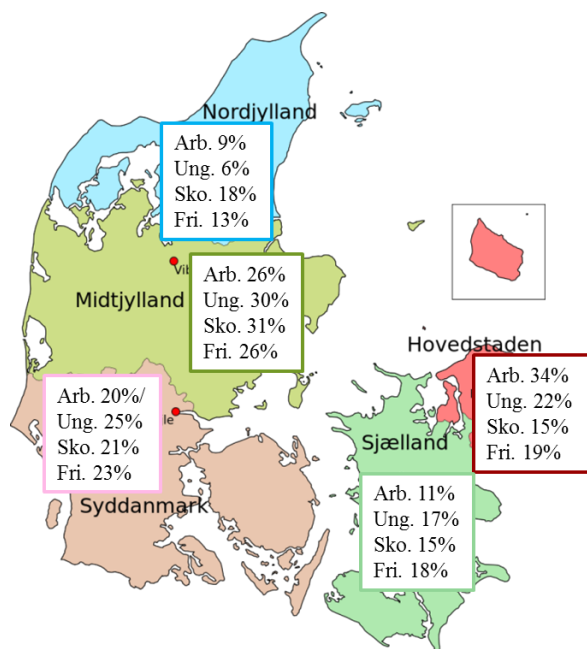 Nordjylland
Arb. 9%
Ung. 6%
Sko. 18%
Fri. 13%
Vib
Midtjylland
Arb. 26%
Ung. 30%
Sko. 31%
Fri. 26%
Hovedstaden
Arb. 34%
Ung. 22%
Sko. 15%
Fri. 19%
Arb. 20%/
Ung. 25%
Sko. 21%
Fri. 23%
le
Sjælland
Syddanmark
Arb. 11%
Ung. 17%
Sko. 15%
Fri. 18%